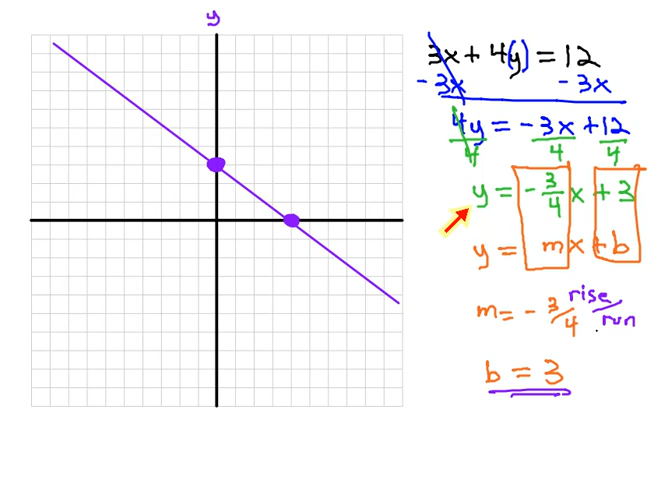 y
3x + 4(y) = 12
- 3x - 3x
4y = - 3x + 12
4 4 4
y = - 3/4 x + 3
y = mx + b
m = - 3/4 rise/run
b = 3